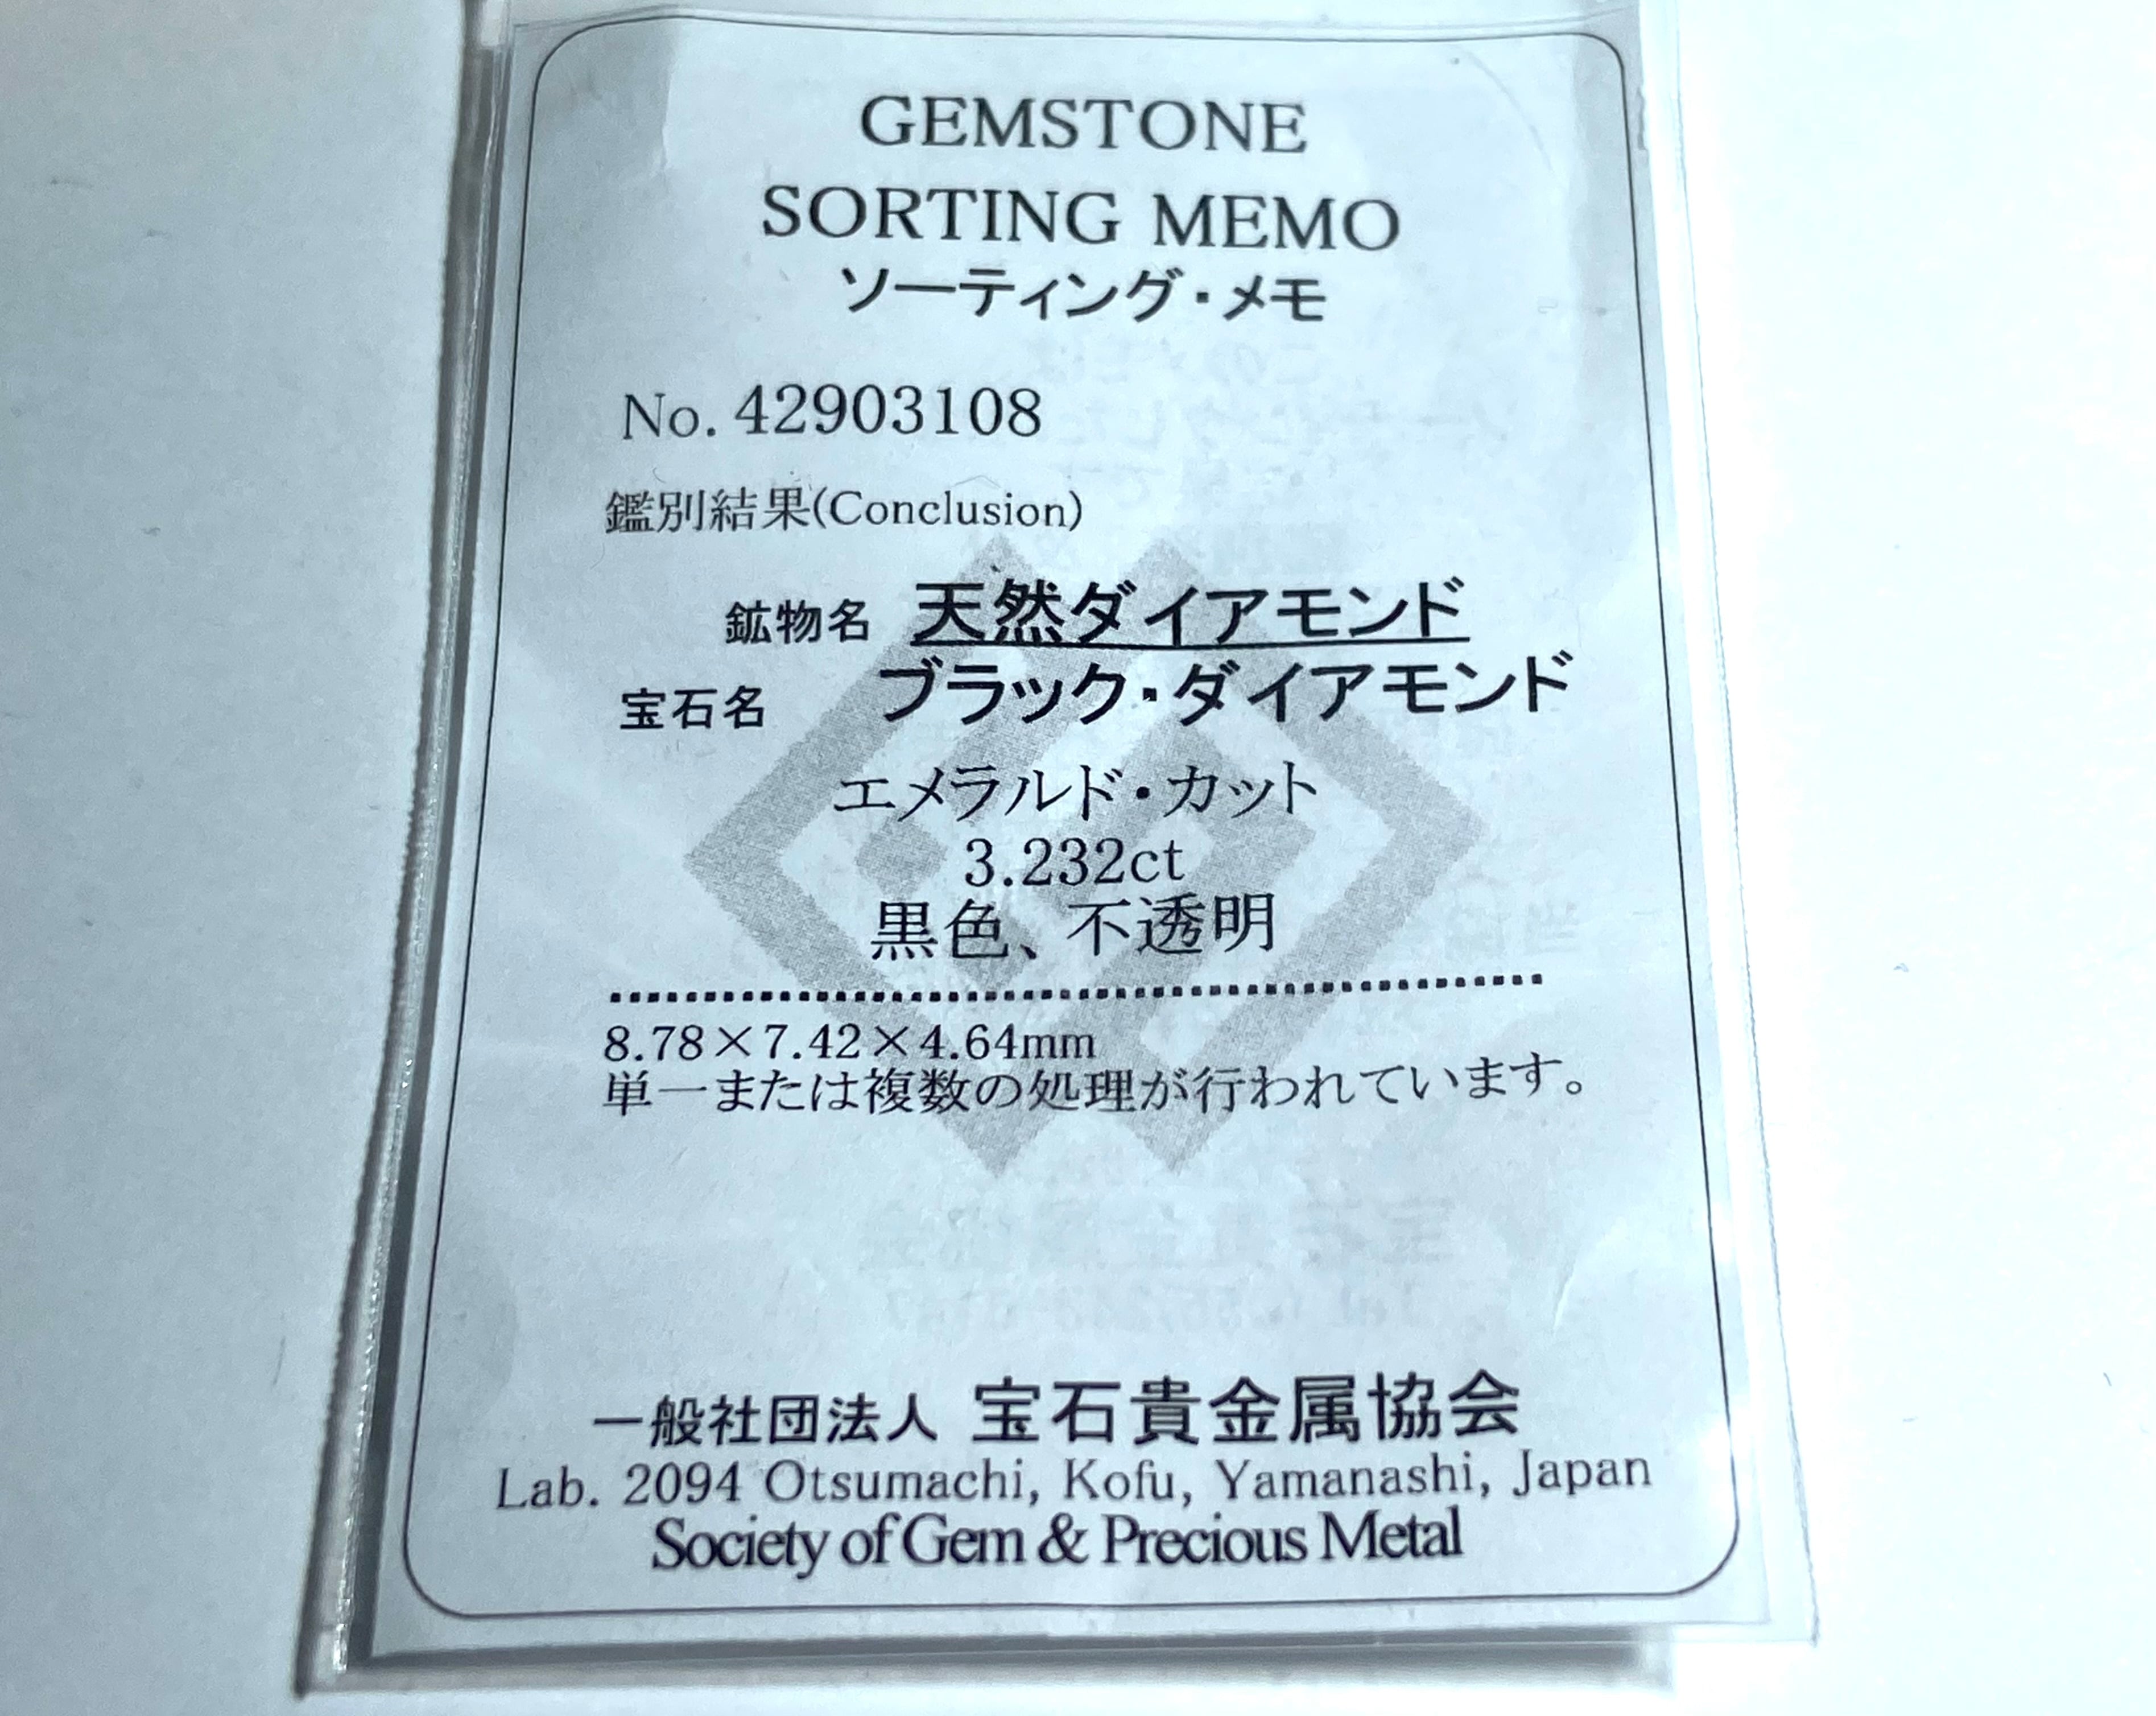 GEMSTONE
SORTING MEMO
ソーティング・メモ
No. 42903108
鑑別結果(Conclusion)
鉱物名 天然ダイアモンド
宝石名 ブラック・ダイアモンド
エメラルド・カット
3.232ct
黒色、不透明
8.78×7.42×4.64mm
単一または複数の処理が行われています。
一般社団法人 宝石貴金属協会
Lab. 2094 Otsumachi, Kofu, Yamanashi, Japan
Society of Gem & Precious Metal